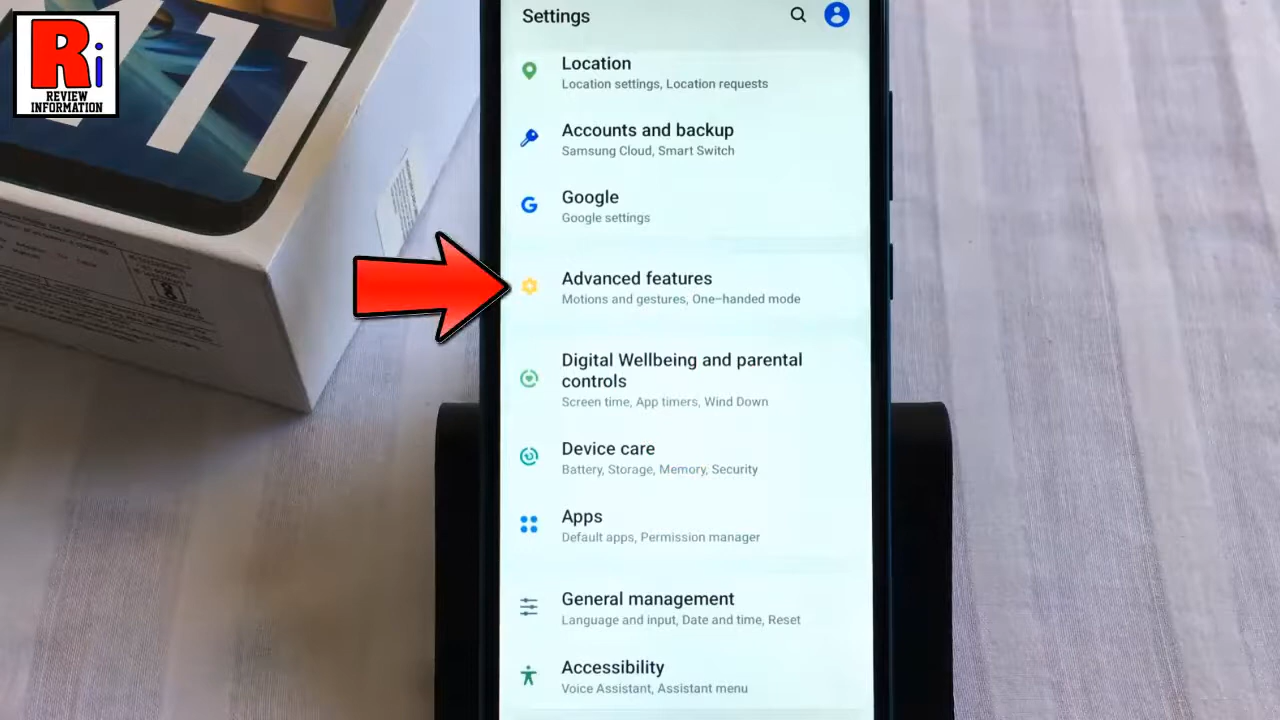 Ri
REVIEW
INFORMATION
M11
Settings
Location
Location settings, Location requests
Accounts and backup
Samsung Cloud, Smart Switch
Google
Google settings
Advanced features
Motions and gestures, One-handed mode
Digital Wellbeing and parental
controls
Screen time, App timers, Wind Down
Device care
Battery, Storage, Memory, Security
Apps
Default apps, Permission manager
General management
Language and input, Date and time, Reset
Accessibility
Voice Assistant, Assistant menu